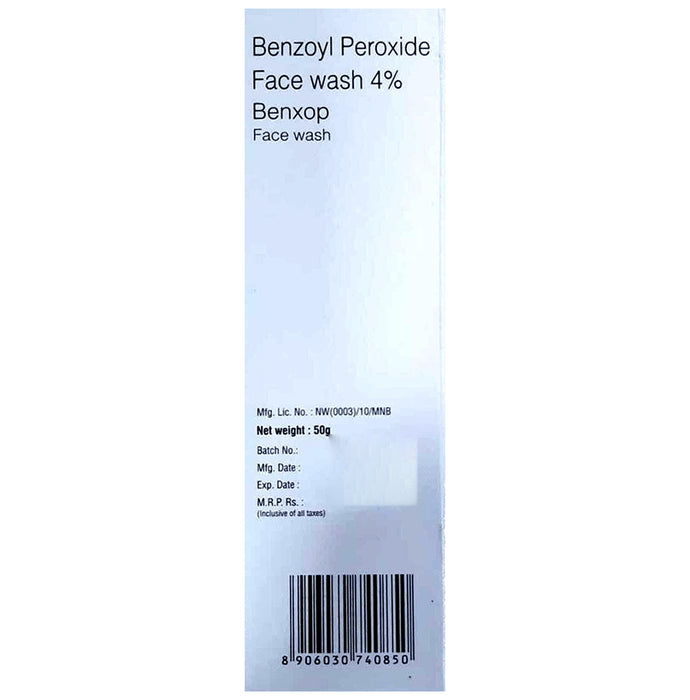 Benzoyl Peroxide
Face wash 4%
Benxop
Face wash
Mfg. Lic. No. : NW(0003)/10/MNB
Net weight : 50g
Batch No.:
Mfg. Date :
Exp. Date :
M.R.P. Rs. :
(Inclusive of all taxes)
8 906030 740850